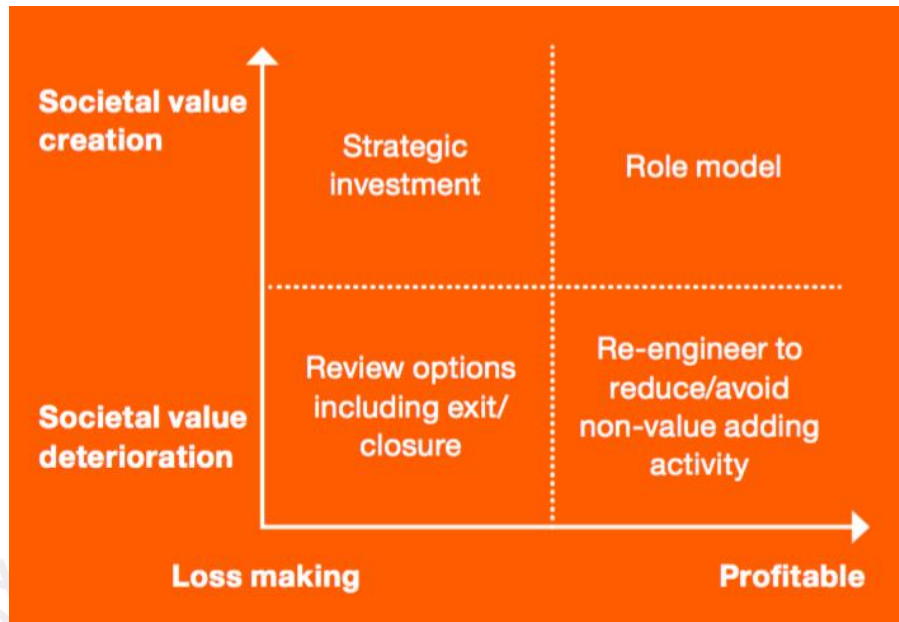 Societal value
creation
Strategic
investment
Role model
Review options
including exit/
closure
Re-engineer to
reduce/avoid
non-value adding
activity
Societal value
deterioration
Loss making
Profitable